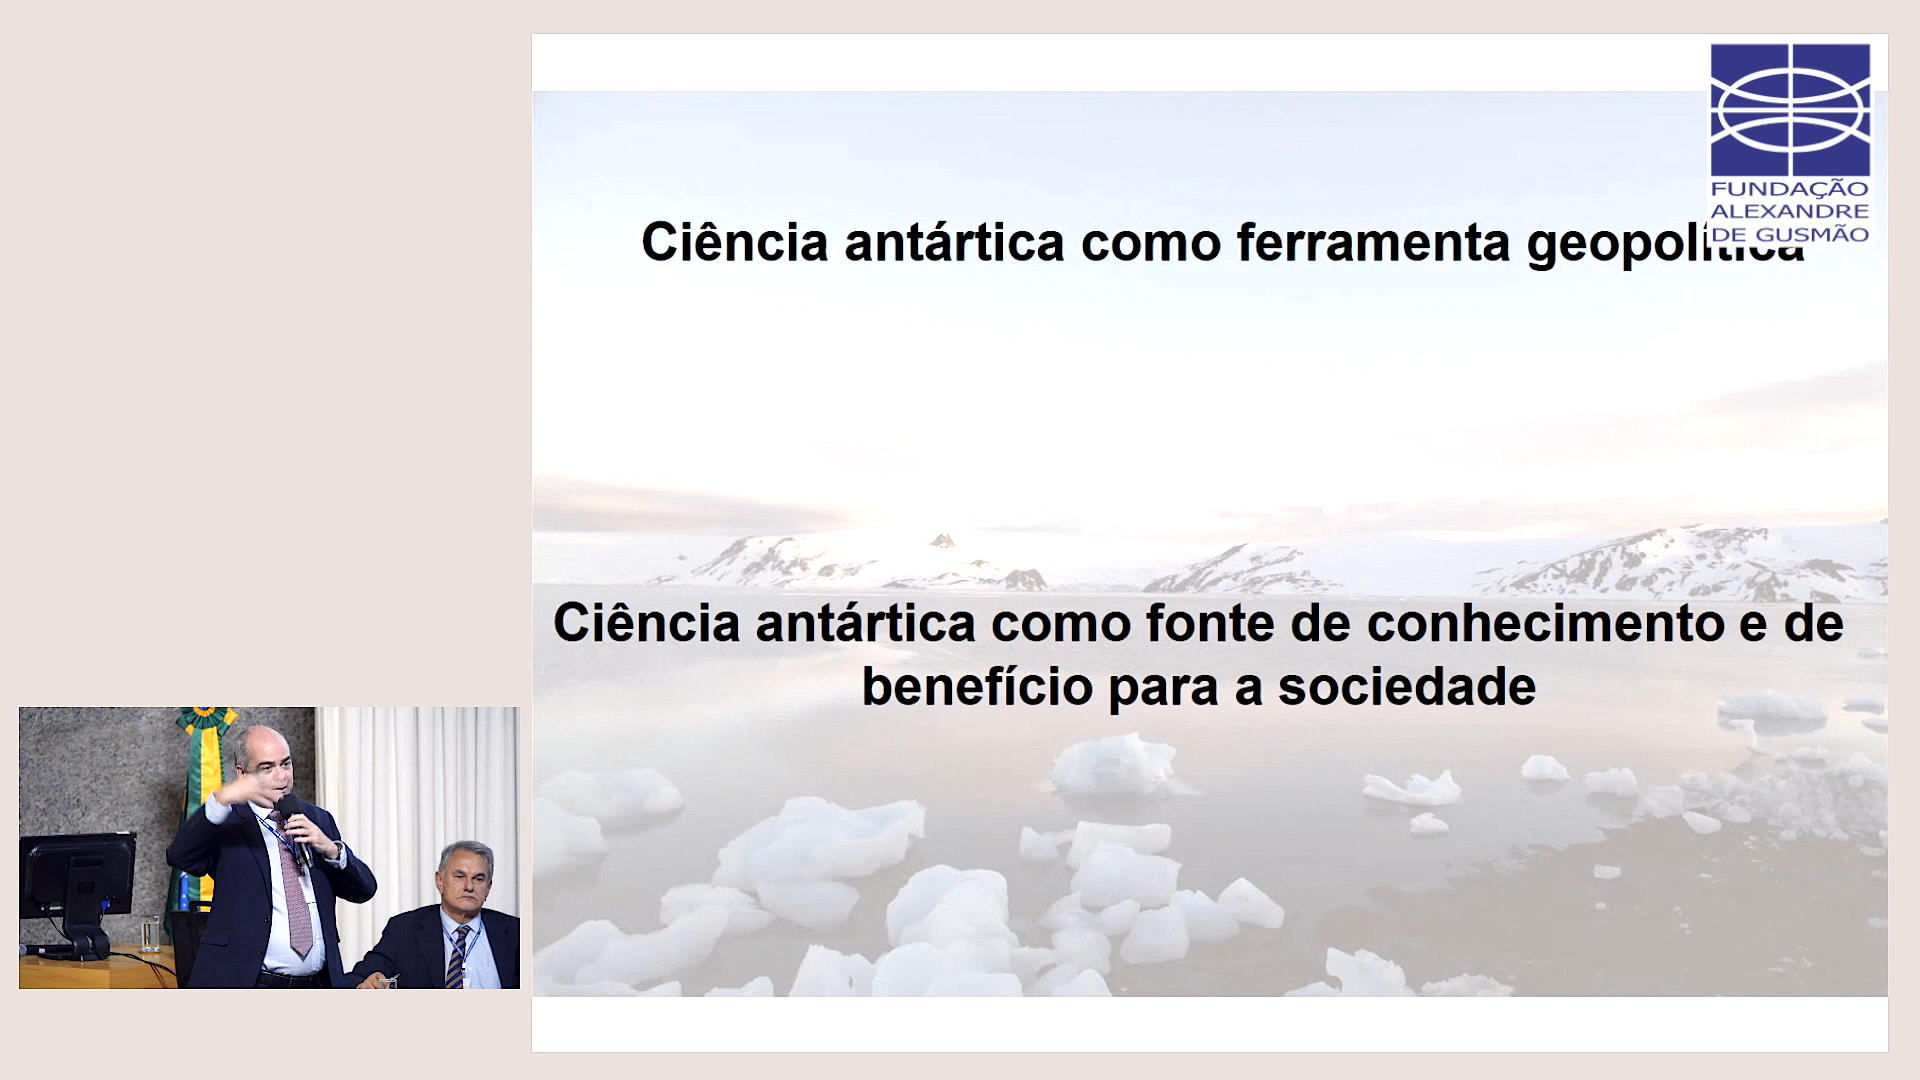 Ciência antártica como ferramenta geopolítica
FUNDAÇÃO
ALEXANDRE
DE GUSMÃO
Ciência antártica como fonte de conhecimento e de
benefício para a sociedade